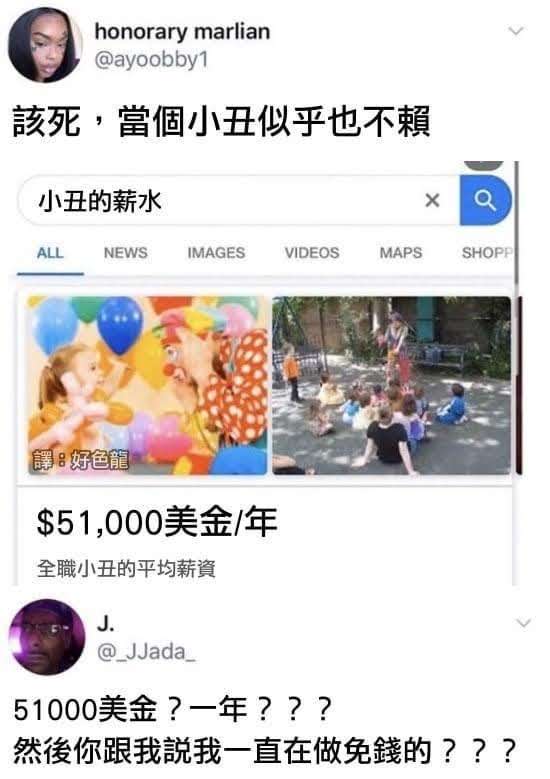 honorary marlian
@ayoobby1
該死，當個小丑似乎也不賴
小丑的薪水 ×
ALL NEWS IMAGES VIDEOS MAPS SHOPP
譯：好色龍
$51,000美金/年
全職小丑的平均薪資
J.
@_JJada_
51000美金？一年？？？
然後你跟我說我一直在做免錢的？？？